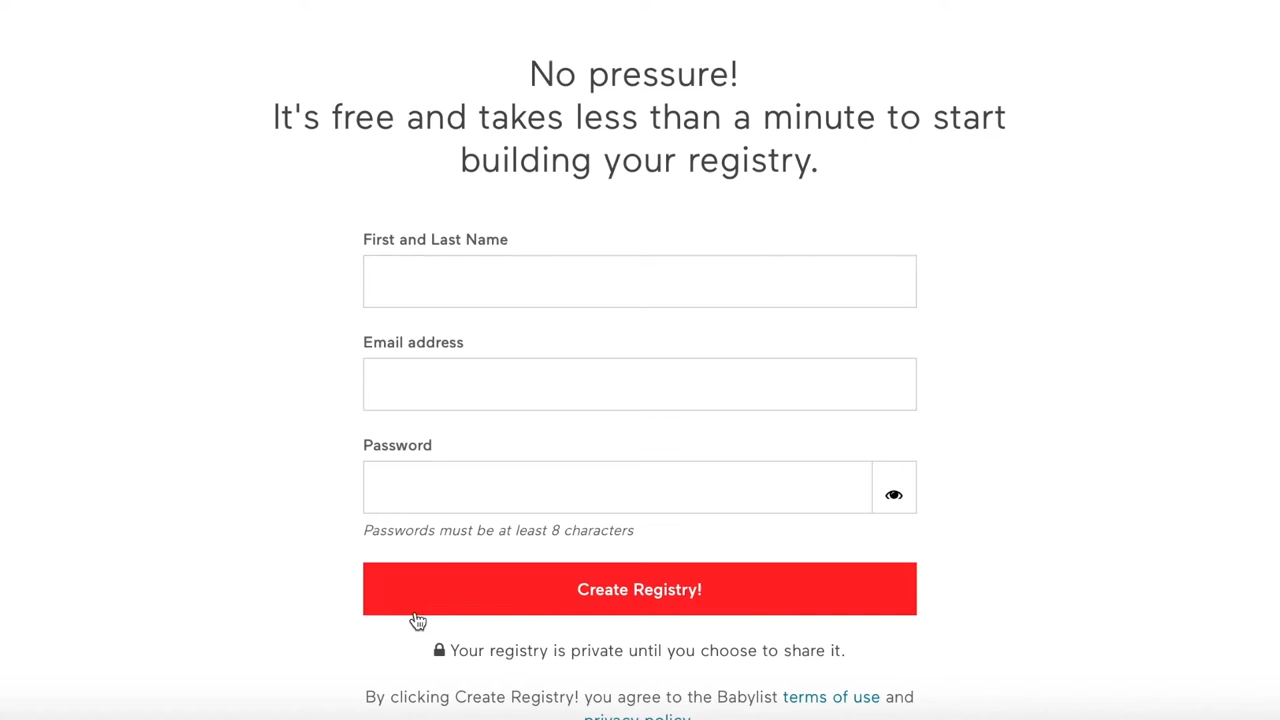 No pressure!
It's free and takes less than a minute to start
building your registry.
First and Last Name
Email address
Password
Passwords must be at least 8 characters
Create Registry!
Your registry is private until you choose to share it.
By clicking Create Registry! you agree to the Babylist terms of use and
privacy policy